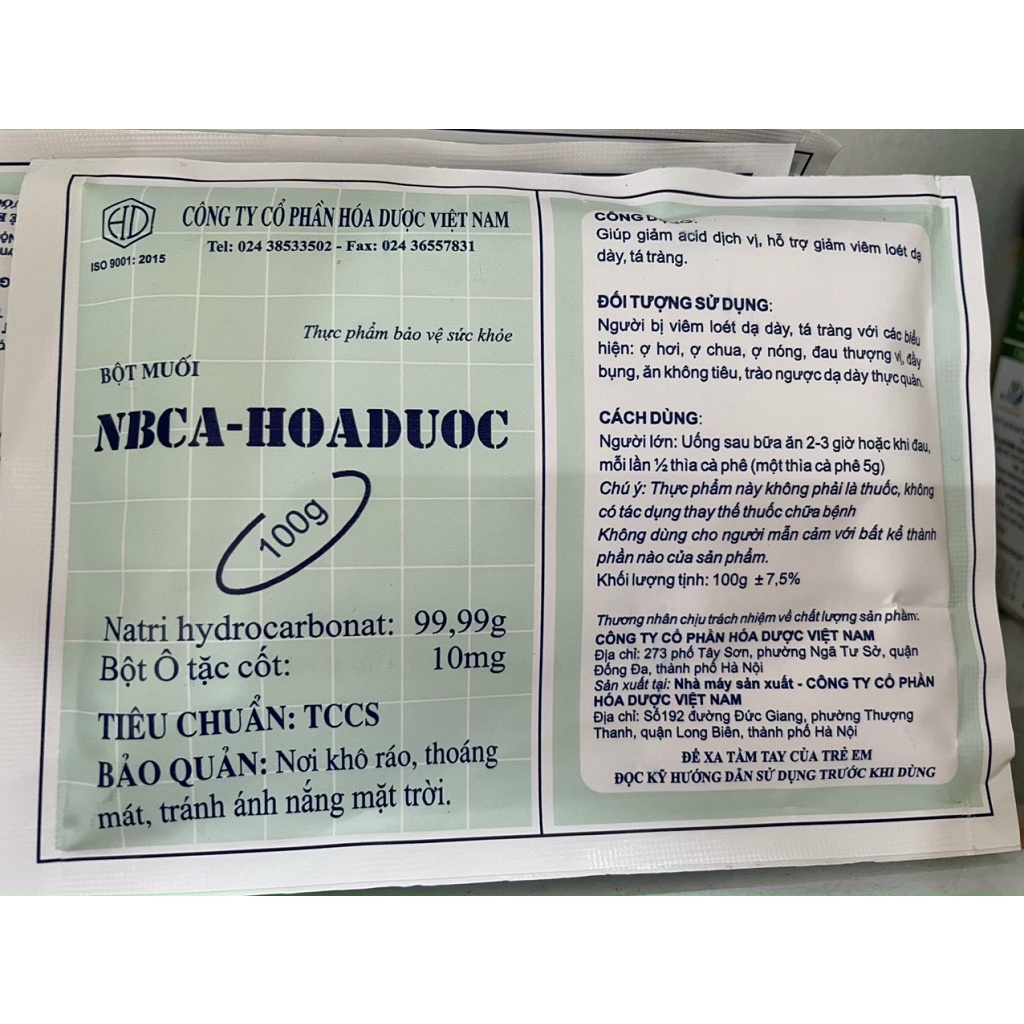 HD
CÔNG TY CỔ PHẦN HÓA DƯỢC VIỆT NAM
Tel: 024 38533502 - Fax: 024 36557831
ISO 9001: 2015
Thực phẩm bảo vệ sức khỏe
BỘT MUỐI
NBCA-HOADUOC
100g
Natri hydrocarbonat: 99,99g
Bột Ô tặc cốt: 10mg
TIÊU CHUẨN: TCCS
BẢO QUẢN: Nơi khô ráo, thoáng
mát, tránh ánh nắng mặt trời.
CÔNG DỤNG:
Giúp giảm acid dịch vị, hỗ trợ giảm viêm loét dạ
dày, tá tràng.
ĐỐI TƯỢNG SỬ DỤNG:
Người bị viêm loét dạ dày, tá tràng với các biểu
hiện: ợ hơi, ợ chua, ợ nóng, đau thượng vị, đầy
bụng, ăn không tiêu, trào ngược dạ dày thực quản.
CÁCH DÙNG:
Người lớn: Uống sau bữa ăn 2-3 giờ hoặc khi đau,
mỗi lần ½ thìa cà phê (một thìa cà phê 5g)
Chú ý: Thực phẩm này không phải là thuốc, không
có tác dụng thay thế thuốc chữa bệnh
Không dùng cho người mẫn cảm với bất kể thành
phần nào của sản phẩm.
Khối lượng tịnh: 100g ±7,5%
Thương nhân chịu trách nhiệm về chất lượng sản phẩm:
CÔNG TY CỔ PHẦN HÓA DƯỢC VIỆT NAM
Địa chỉ: 273 phố Tây Sơn, phường Ngã Tư Sở, quận
Đống Đa, thành phố Hà Nội
Sản xuất tại: Nhà máy sản xuất - CÔNG TY CỔ PHẦN
HÓA DƯỢC VIỆT NAM
Địa chỉ: Số192 đường Đức Giang, phường Thượng
Thanh, quận Long Biên, thành phố Hà Nội
ĐỂ XA TẦM TAY CỦA TRẺ EM
ĐỌC KỸ HƯỚNG DẪN SỬ DỤNG TRƯỚC KHI DÙNG